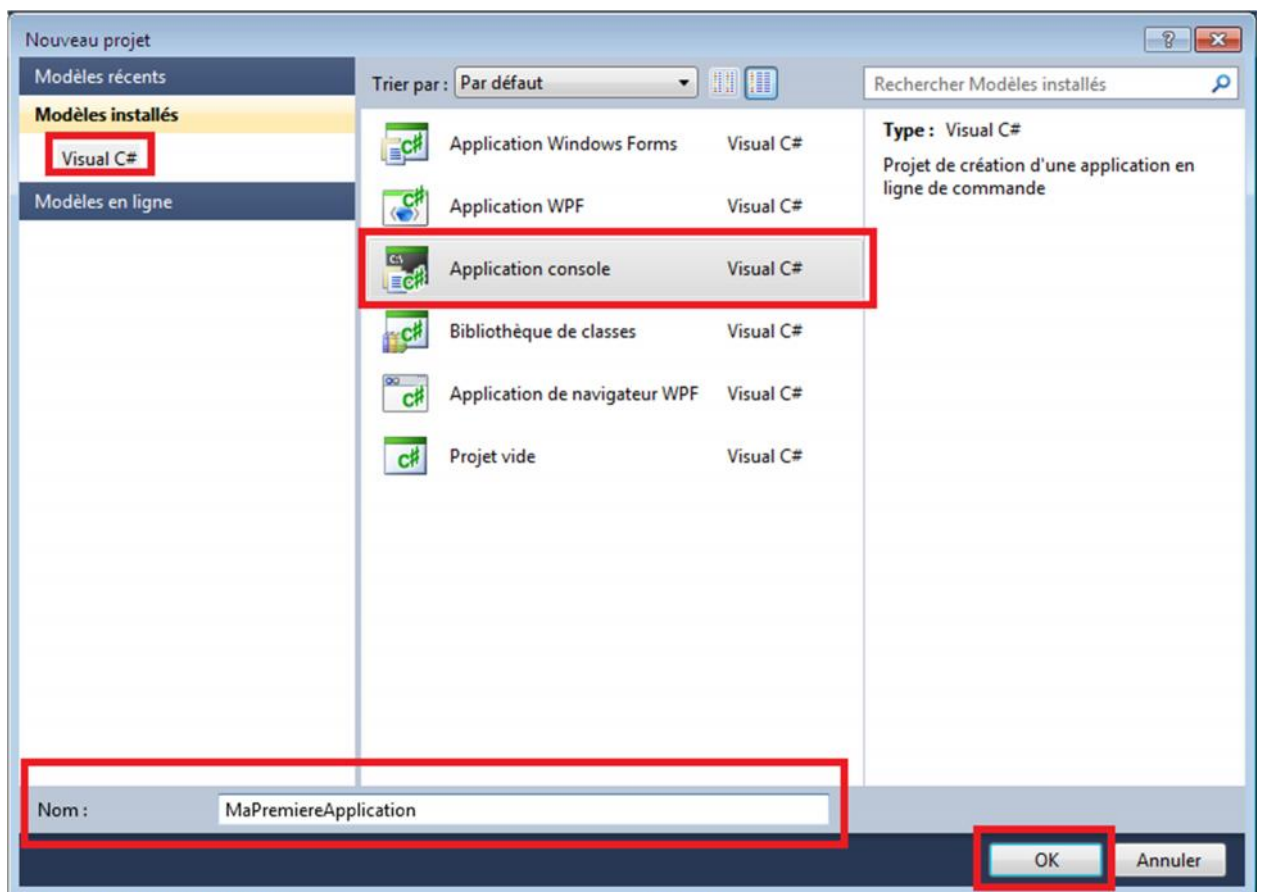 Nouveau projet
Modèles récents
Modèles installés
Visual C#
Modèles en ligne
Trier par : Par défaut
Application Windows Forms Visual C#
Application WPF Visual C#
Application console Visual C#
Bibliothèque de classes Visual C#
Application de navigateur WPF Visual C#
Projet vide Visual C#
Rechercher Modèles installés
Type : Visual C#
Projet de création d'une application en
ligne de commande
Nom : MaPremiereApplication
OK Annuler